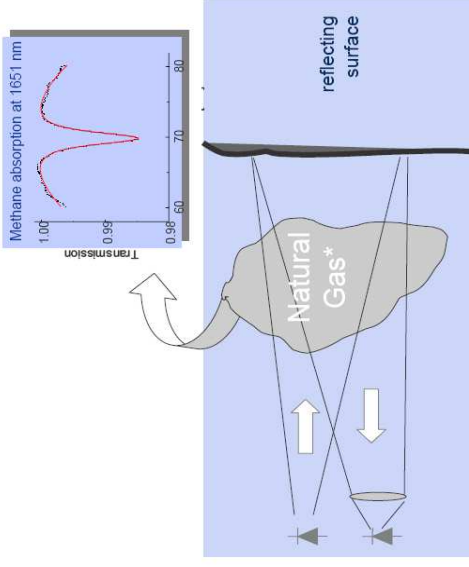 Methane absorption at 1651 nm
1.00
0.99
0.98
Transmission
60
70
80
reflecting
surface
Natural
Gas*